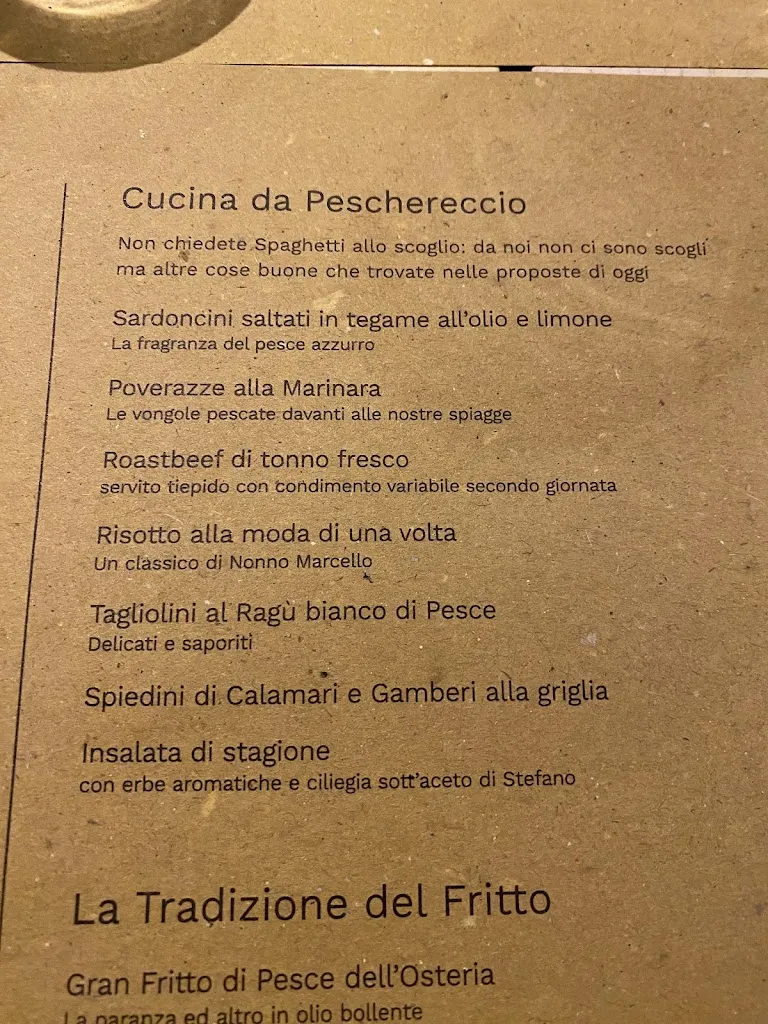 Cucina da Peschereccio
Non chiedete Spaghetti allo scoglio: da noi non ci sono scogli
ma altre cose buone che trovate nelle proposte di oggi
Sardoncini saltati in tegame all'olio e limone
La fragranza del pesce azzurro
Poverazze alla Marinara
Le vongole pescate davanti alle nostre spiagge
Roastbeef di tonno fresco
servito tiepido con condimento variabile secondo giornata
Risotto alla moda di una volta
Un classico di Nonno Marcello
Tagliolini al Ragù bianco di Pesce
Delicati e saporiti
Spiedini di Calamari e Gamberi alla griglia
Insalata di stagione
con erbe aromatiche e ciliegia sott'aceto di Stefano
La Tradizione del Fritto
Gran Fritto di Pesce dell'Osteria
La paranza ed altro in olio bollente